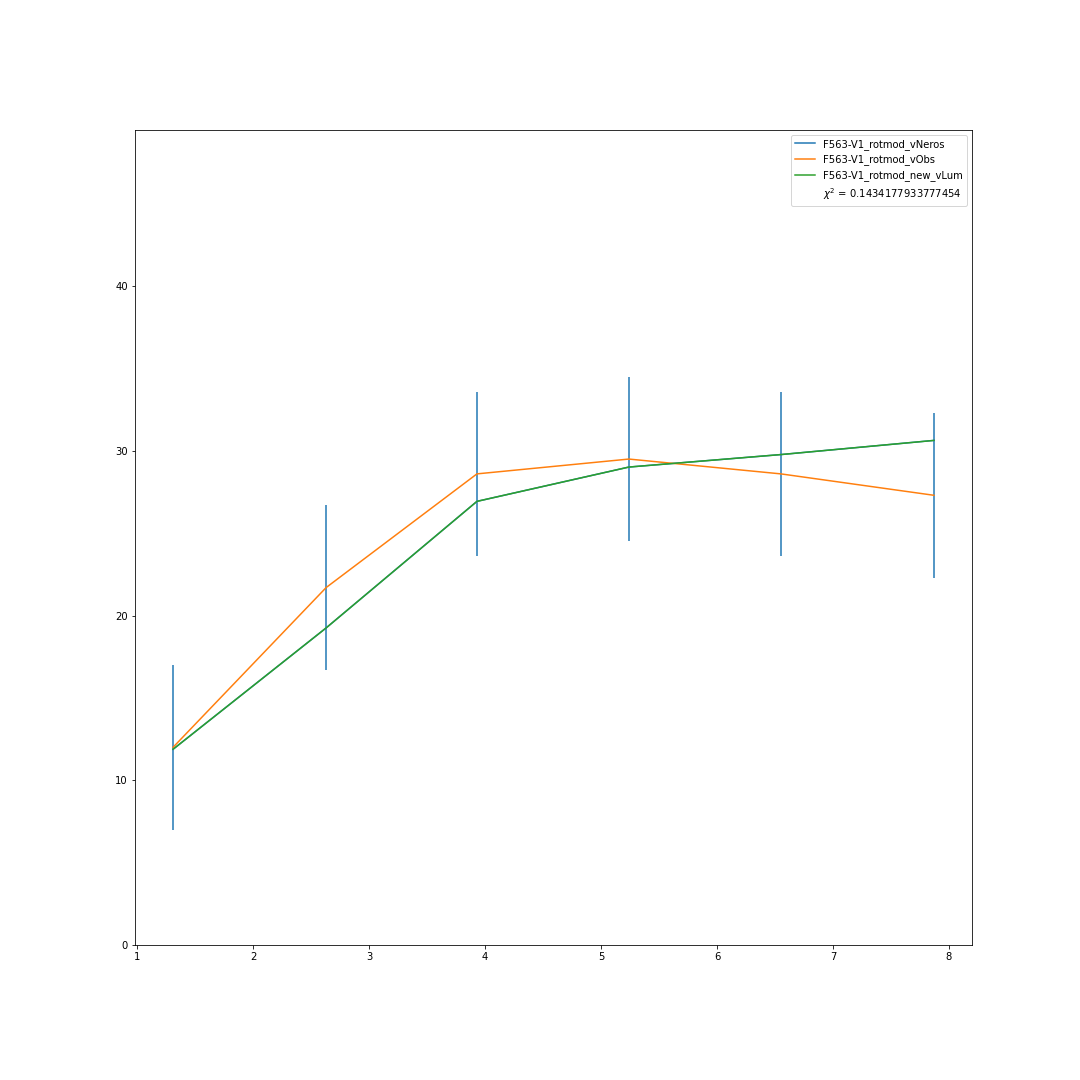 F563-V1_rotmod_vNeros
F563-V1_rotmod_vObs
F563-V1_rotmod_new_vLum
χ² = 0.1434177933777454
40
30
20
10
0
1 2 3 4 5 6 7 8